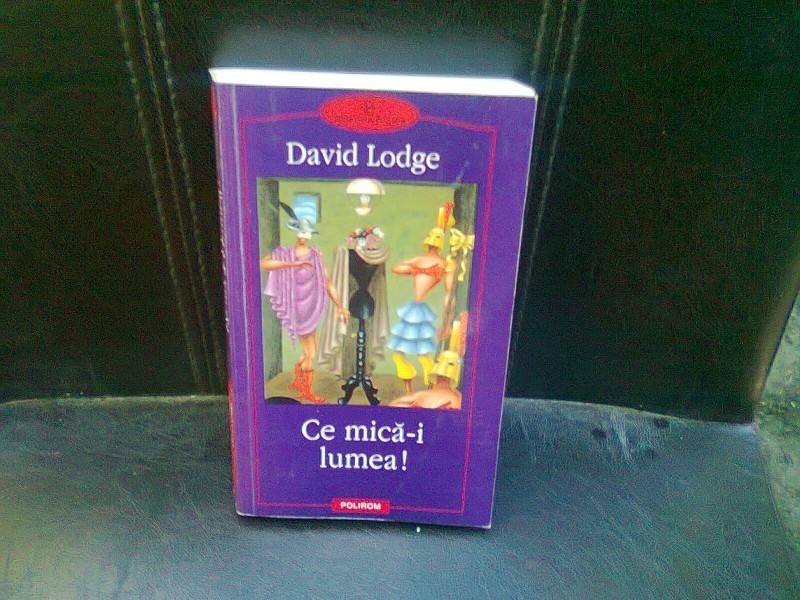 David Lodge
Ce mică-i
lumea!
POLIROM